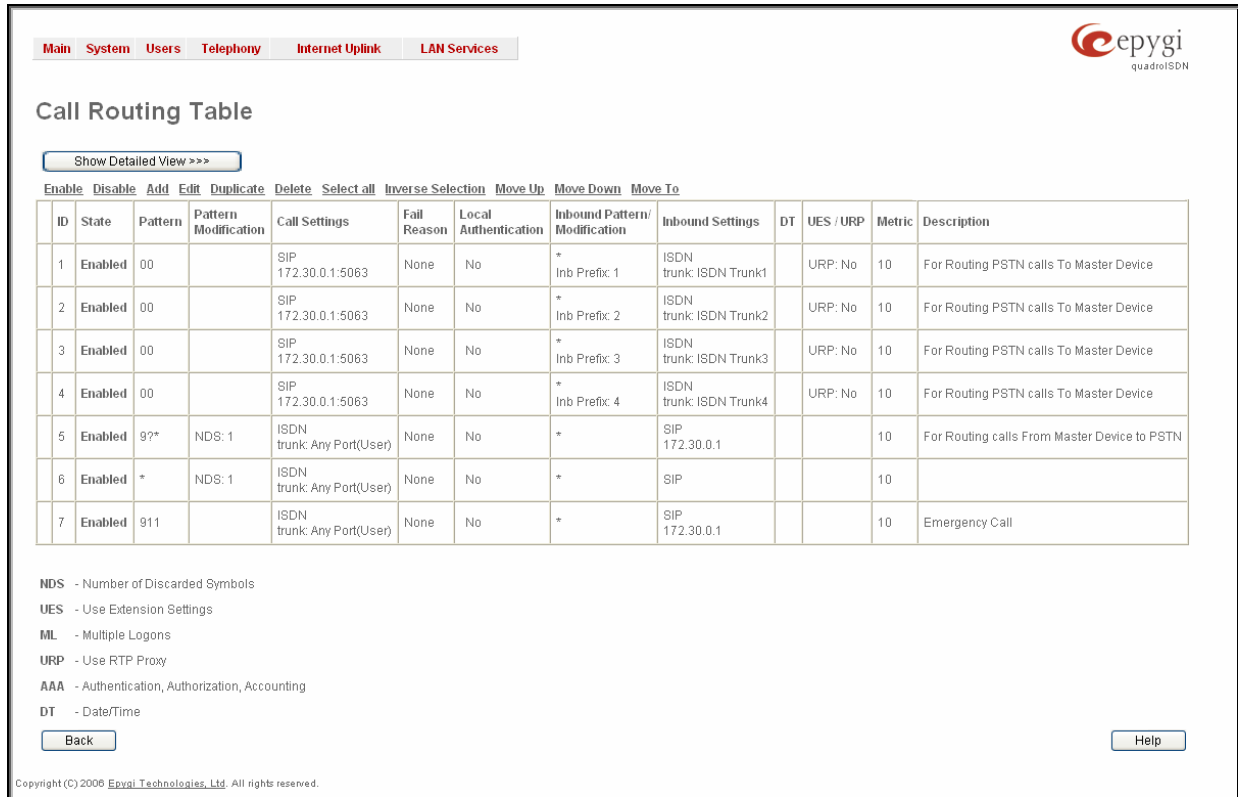 Main System Users Telephony Internet Uplink LAN Services
epygi
quadroISDN
Call Routing Table
Show Detailed View >>>
Enable Disable Add Edit Duplicate Delete Select all Inverse Selection Move Up Move Down Move To
ID State Pattern Pattern Modification Call Settings Fail Reason Local Authentication Inbound Pattern/ Modification Inbound Settings DT UES / URP Metric Description
1 Enabled 00 SIP 172.30.0.1:5063 None No * Inb Prefix: 1 ISDN trunk: ISDN Trunk1 URP: No 10 For Routing PSTN calls To Master Device
2 Enabled 00 SIP 172.30.0.1:5063 None No * Inb Prefix: 2 ISDN trunk: ISDN Trunk2 URP: No 10 For Routing PSTN calls To Master Device
3 Enabled 00 SIP 172.30.0.1:5063 None No * Inb Prefix: 3 ISDN trunk: ISDN Trunk3 URP: No 10 For Routing PSTN calls To Master Device
4 Enabled 00 SIP 172.30.0.1:5063 None No * Inb Prefix: 4 ISDN trunk: ISDN Trunk4 URP: No 10 For Routing PSTN calls To Master Device
5 Enabled 9?* NDS: 1 ISDN trunk: Any Port(User) None No * SIP 172.30.0.1 10 For Routing calls From Master Device to PSTN
6 Enabled * NDS: 1 ISDN trunk: Any Port(User) None No * SIP 10
7 Enabled 911 ISDN trunk: Any Port(User) None No * SIP 172.30.0.1 10 Emergency Call
NDS - Number of Discarded Symbols
UES - Use Extension Settings
ML - Multiple Logons
URP - Use RTP Proxy
AAA - Authentication, Authorization, Accounting
DT - Date/Time
Back Help
Copyright (C) 2006 Epygi Technologies, Ltd. All rights reserved.